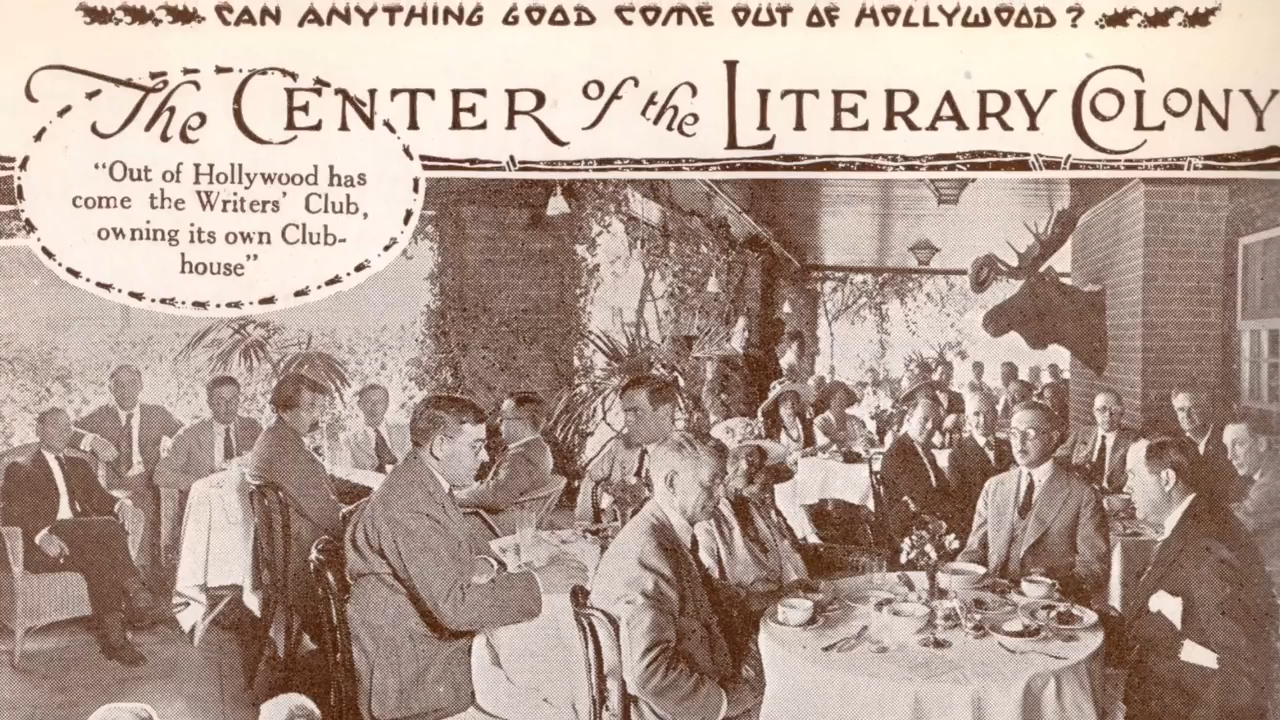 CAN ANYTHING GOOD COME OUT OF HOLLYWOOD?
The CENTER of the LITERARY COLONY
"Out of Hollywood has
come the Writers' Club,
owning its own Club-
house"